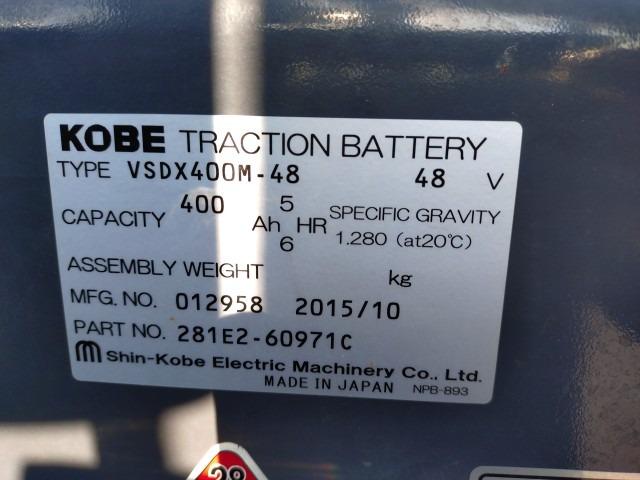 KOBE TRACTION BATTERY
TYPE VSDX400M-48 48 V
CAPACITY 400 Ah 5 HR SPECIFIC GRAVITY
6 1.280 (at20℃)
ASSEMBLY WEIGHT kg
MFG. NO. 012958 2015/10
PART NO. 281E2-60971C
Shin-Kobe Electric Machinery Co., Ltd.
MADE IN JAPAN NPB-893
28